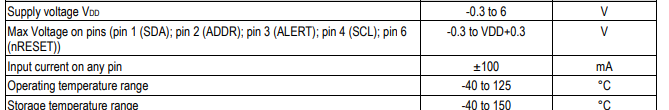 Supply voltage VDD -0.3 to 6 V
Max Voltage on pins (pin 1 (SDA); pin 2 (ADDR); pin 3 (ALERT); pin 4 (SCL); pin 6 -0.3 to VDD+0.3 V
(nRESET))
Input current on any pin ±100 mA
Operating temperature range -40 to 125 °C
Storage temperature range -40 to 150 °C